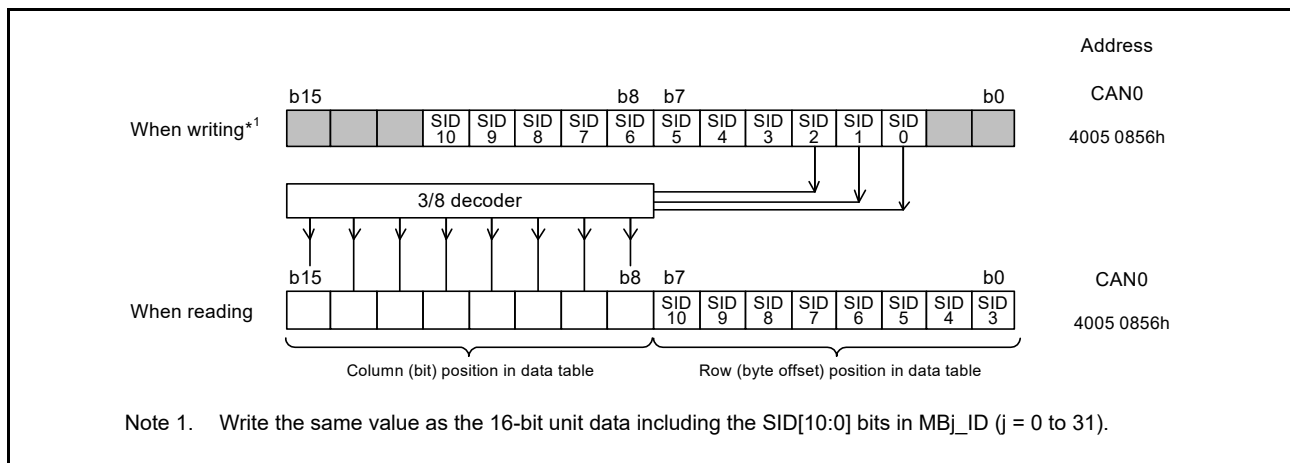 Address
b15 b8 b7 b0 CAN0
When writing*1 SID 10 SID 9 SID 8 SID 7 SID 6 SID 5 SID 4 SID 3 SID 2 SID 1 SID 0 4005 0856h
3/8 decoder
b15 b8 b7 b0 CAN0
When reading SID 10 SID 9 SID 8 SID 7 SID 6 SID 5 SID 4 SID 3 4005 0856h
Column (bit) position in data table Row (byte offset) position in data table
Note 1. Write the same value as the 16-bit unit data including the SID[10:0] bits in MBj_ID (j = 0 to 31).